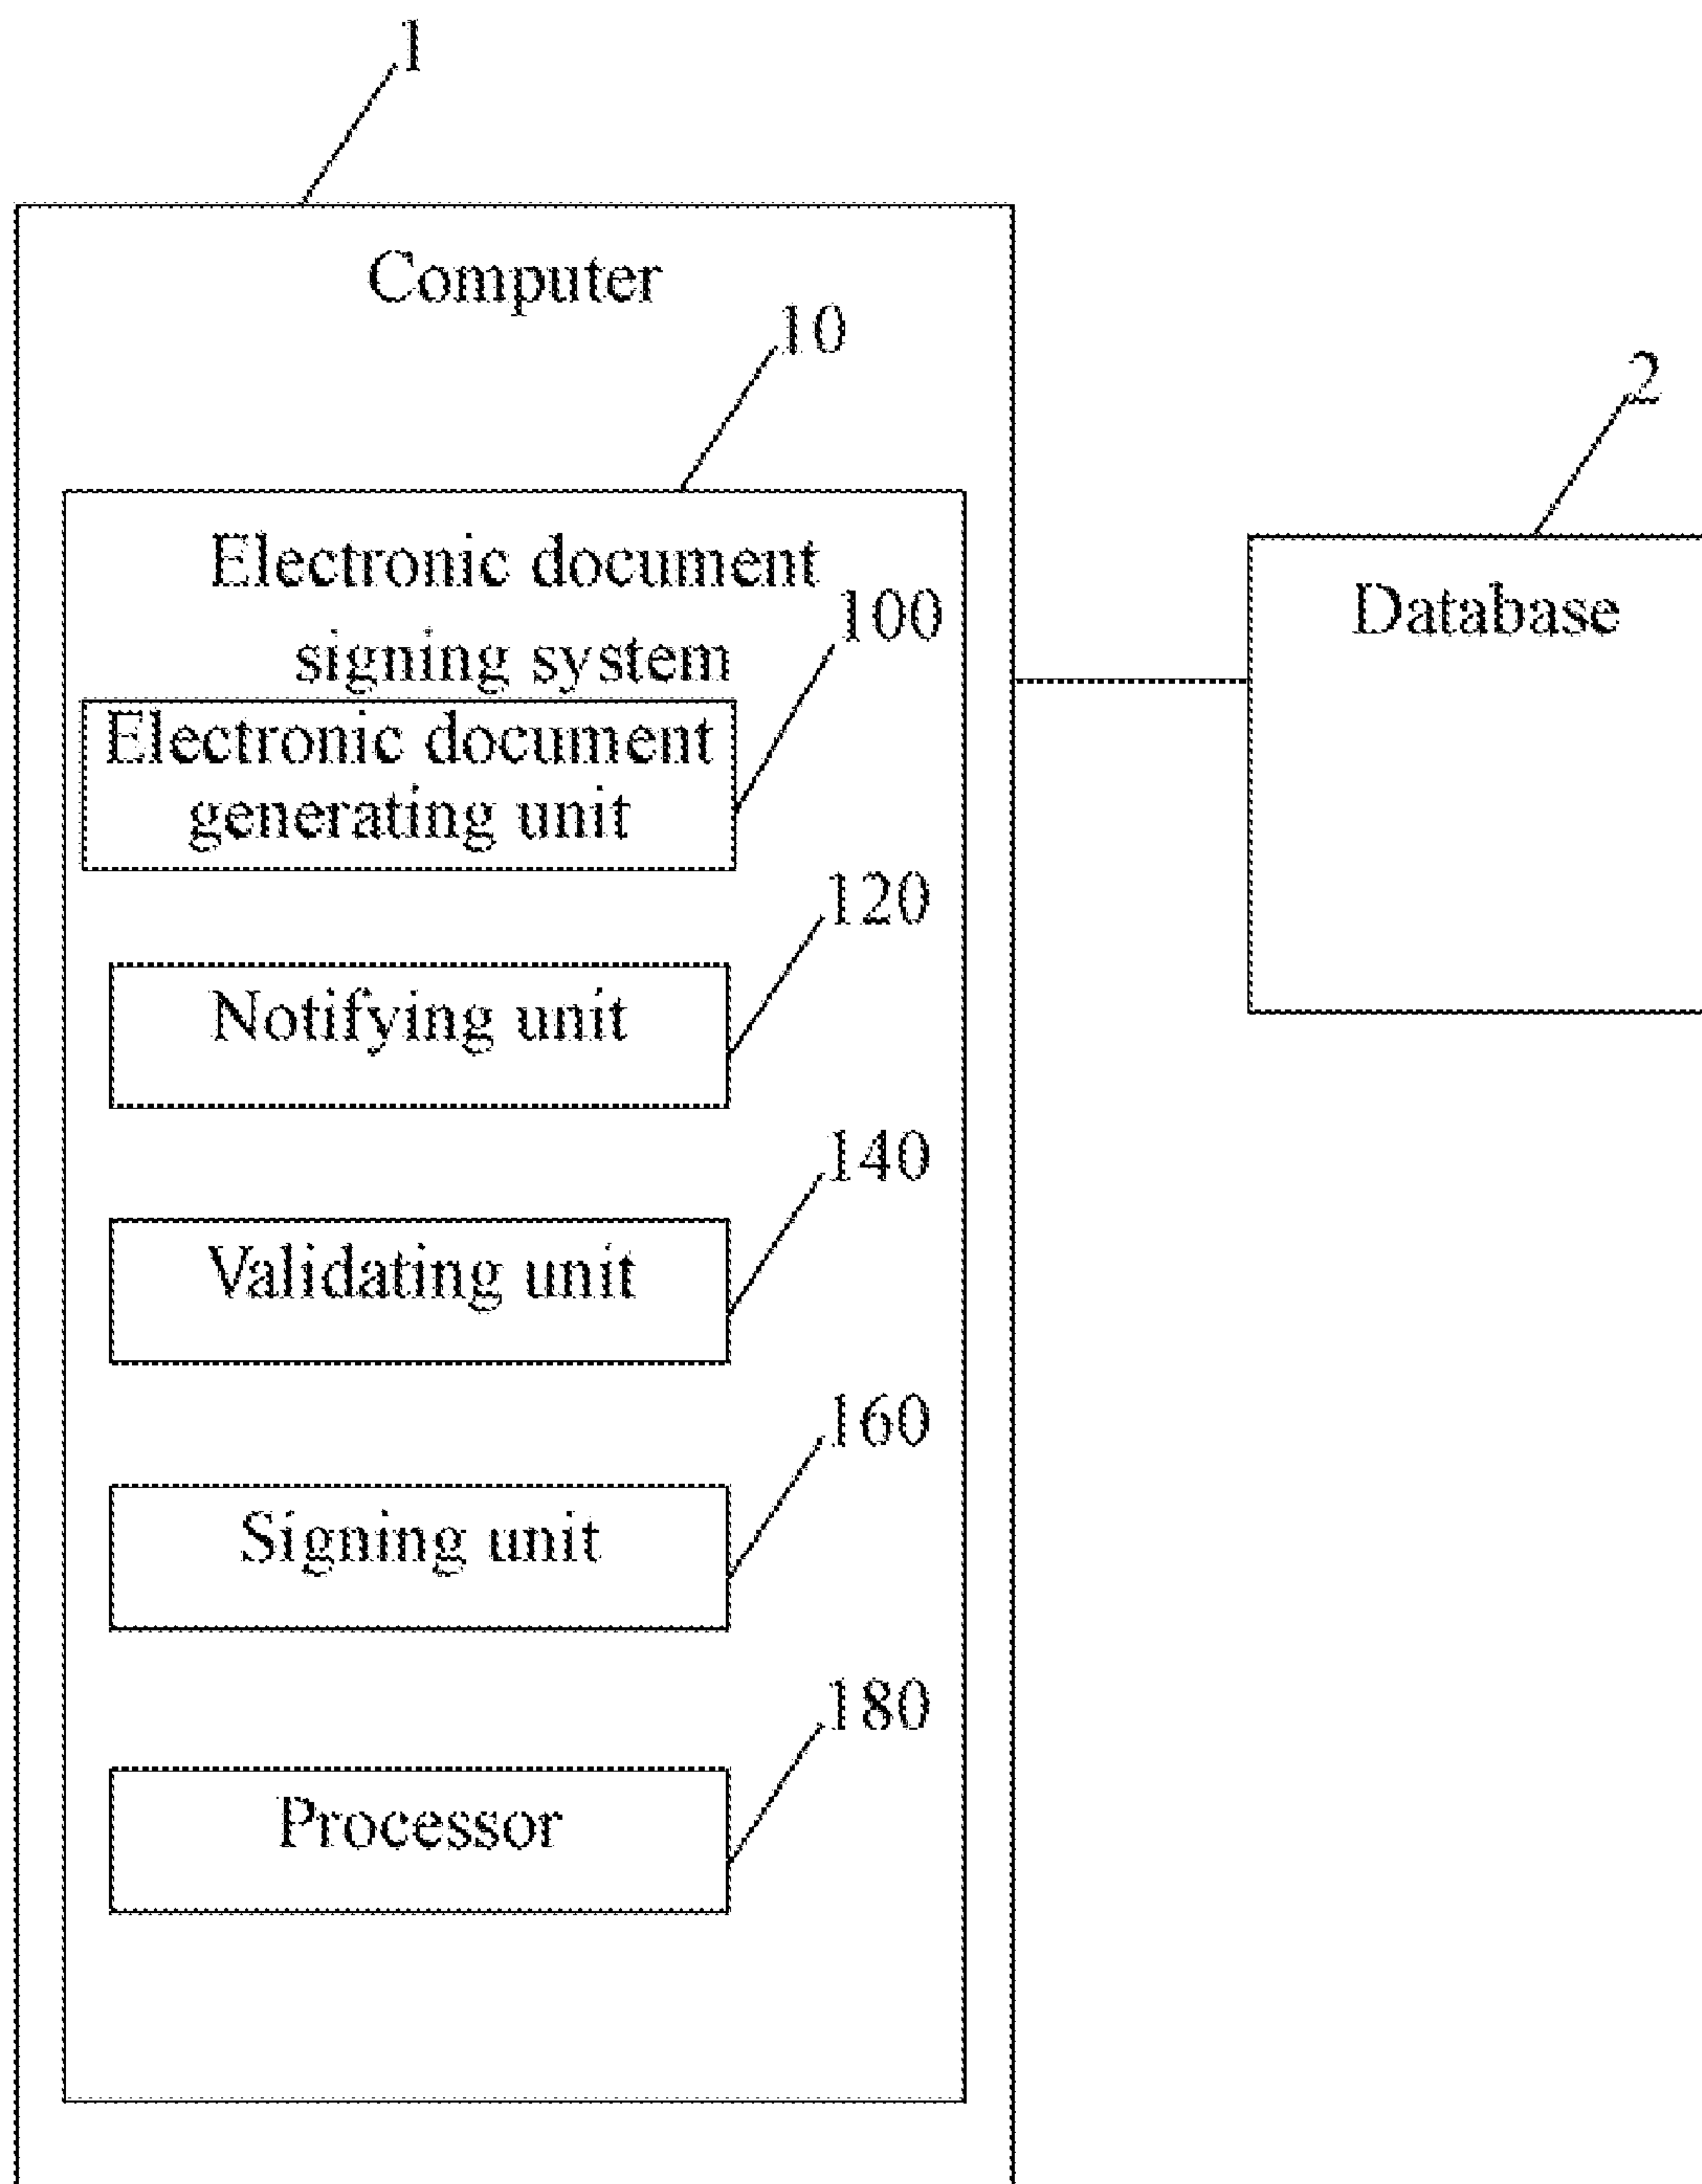 1
Computer
10
2
Electronic document
signing system
100
Database
Electronic document
generating unit
120
Notifying unit
140
Validating unit
160
Signing unit
180
Processor